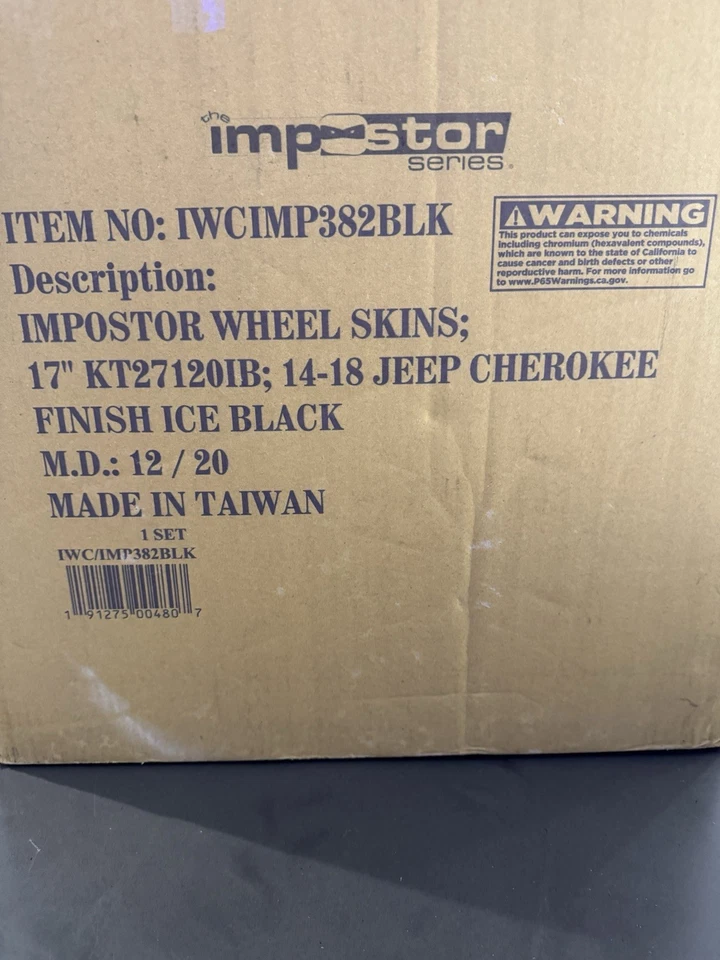 the
impostor
series.
ITEM NO: IWCIMP382BLK
WARNING
This product can expose you to chemicals
including chromium (hexavalent compounds),
which are known to the state of California to
cause cancer and birth defects or other
reporductive harm. For more information go
to www.P65Warnings.ca.gov.
Description:
IMPOSTOR WHEEL SKINS;
17" KT27120IB; 14-18 JEEP CHEROKEE
FINISH ICE BLACK
M.D.: 12 / 20
MADE IN TAIWAN
1 SET
IWC/IMP382BLK
1 91275 00480 7